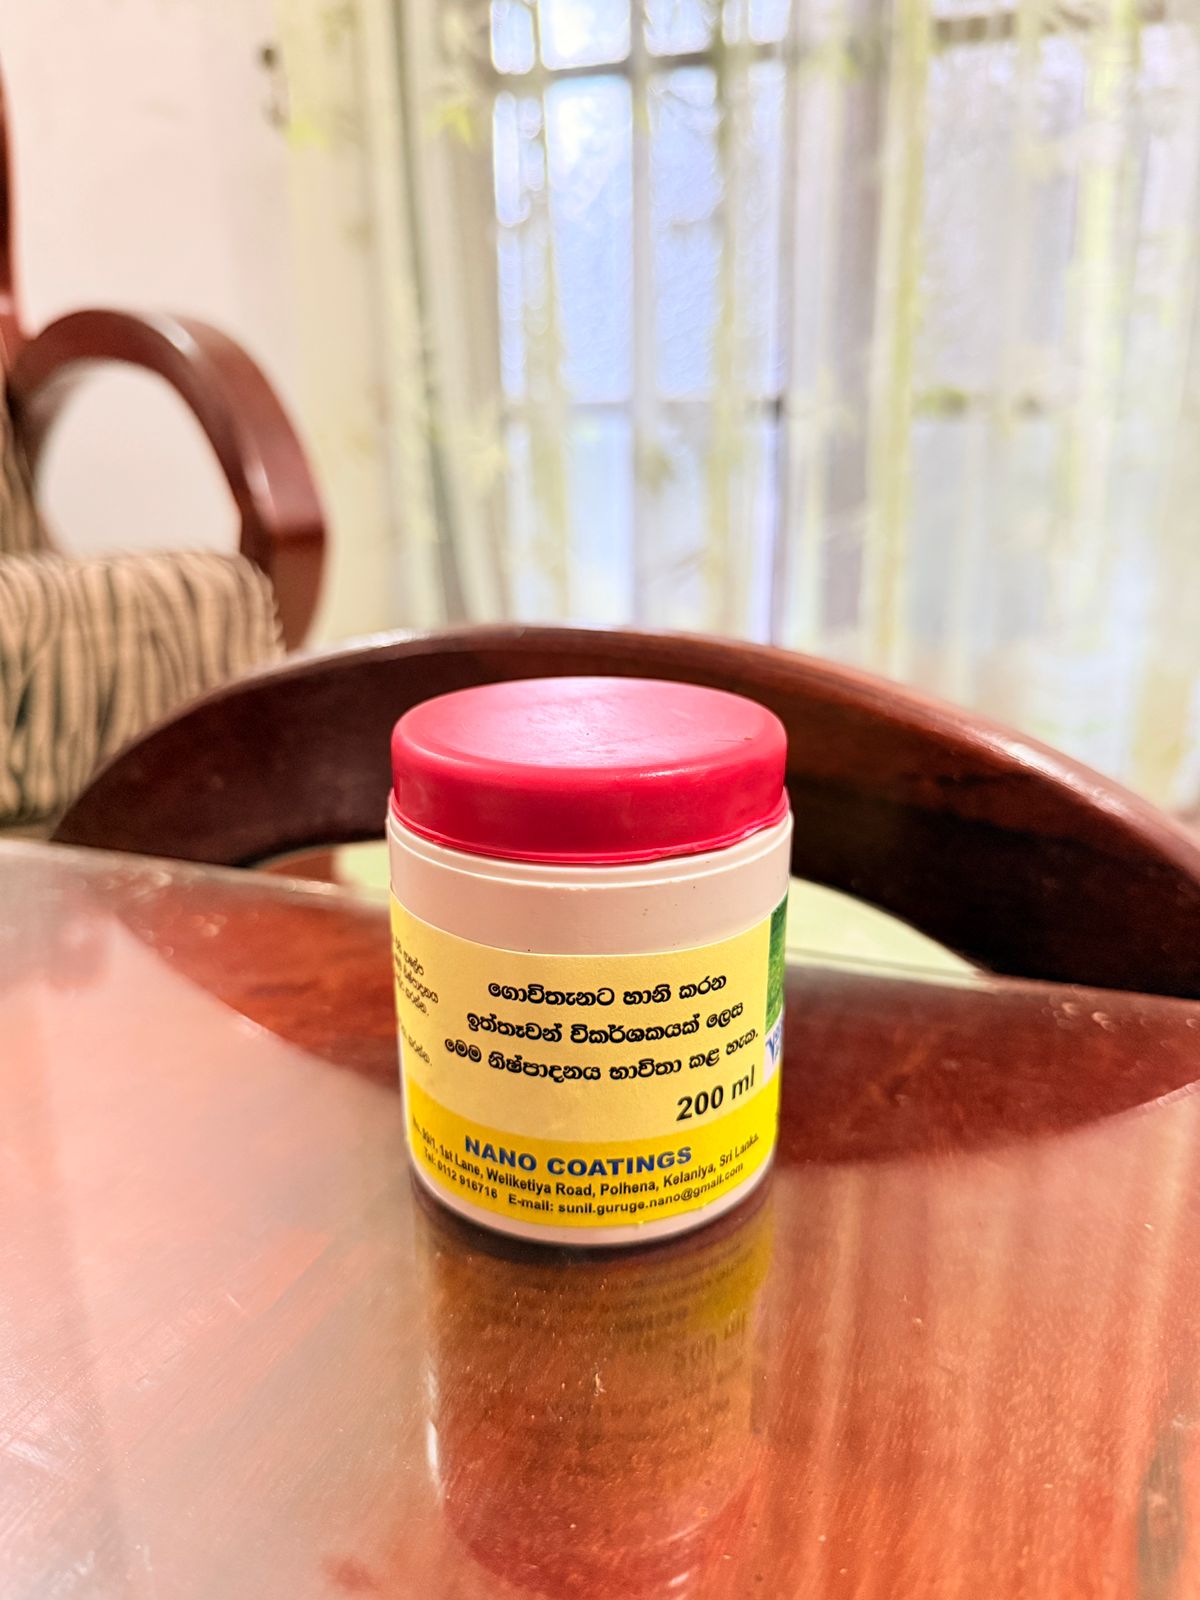 ගොවිතැනට හානි කරන
ඉත්තෑවන් විකර්ශකයක් ලෙස
මෙම නිෂ්පාදනය භාවිතා කළ හැක.
200 ml
NANO COATINGS
1st Lane, Weliketiya Road, Polhena, Kelaniya, Sri Lanka.
Tel: 0112 916716 E-mail: sunil.guruge.nano@gmail.com